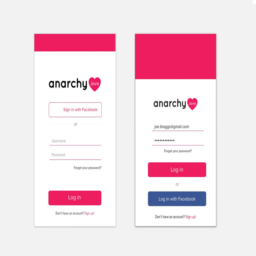 anarchy
Sign in with Facebook
or
Username
Password
Forgot your password?
Log in
Don't have an account? Sign up!
anarchy
joe.bloggs@gmail.com
Forgot your password?
Log in
or
Log in with Facebook
Don't have an account? Sign up!